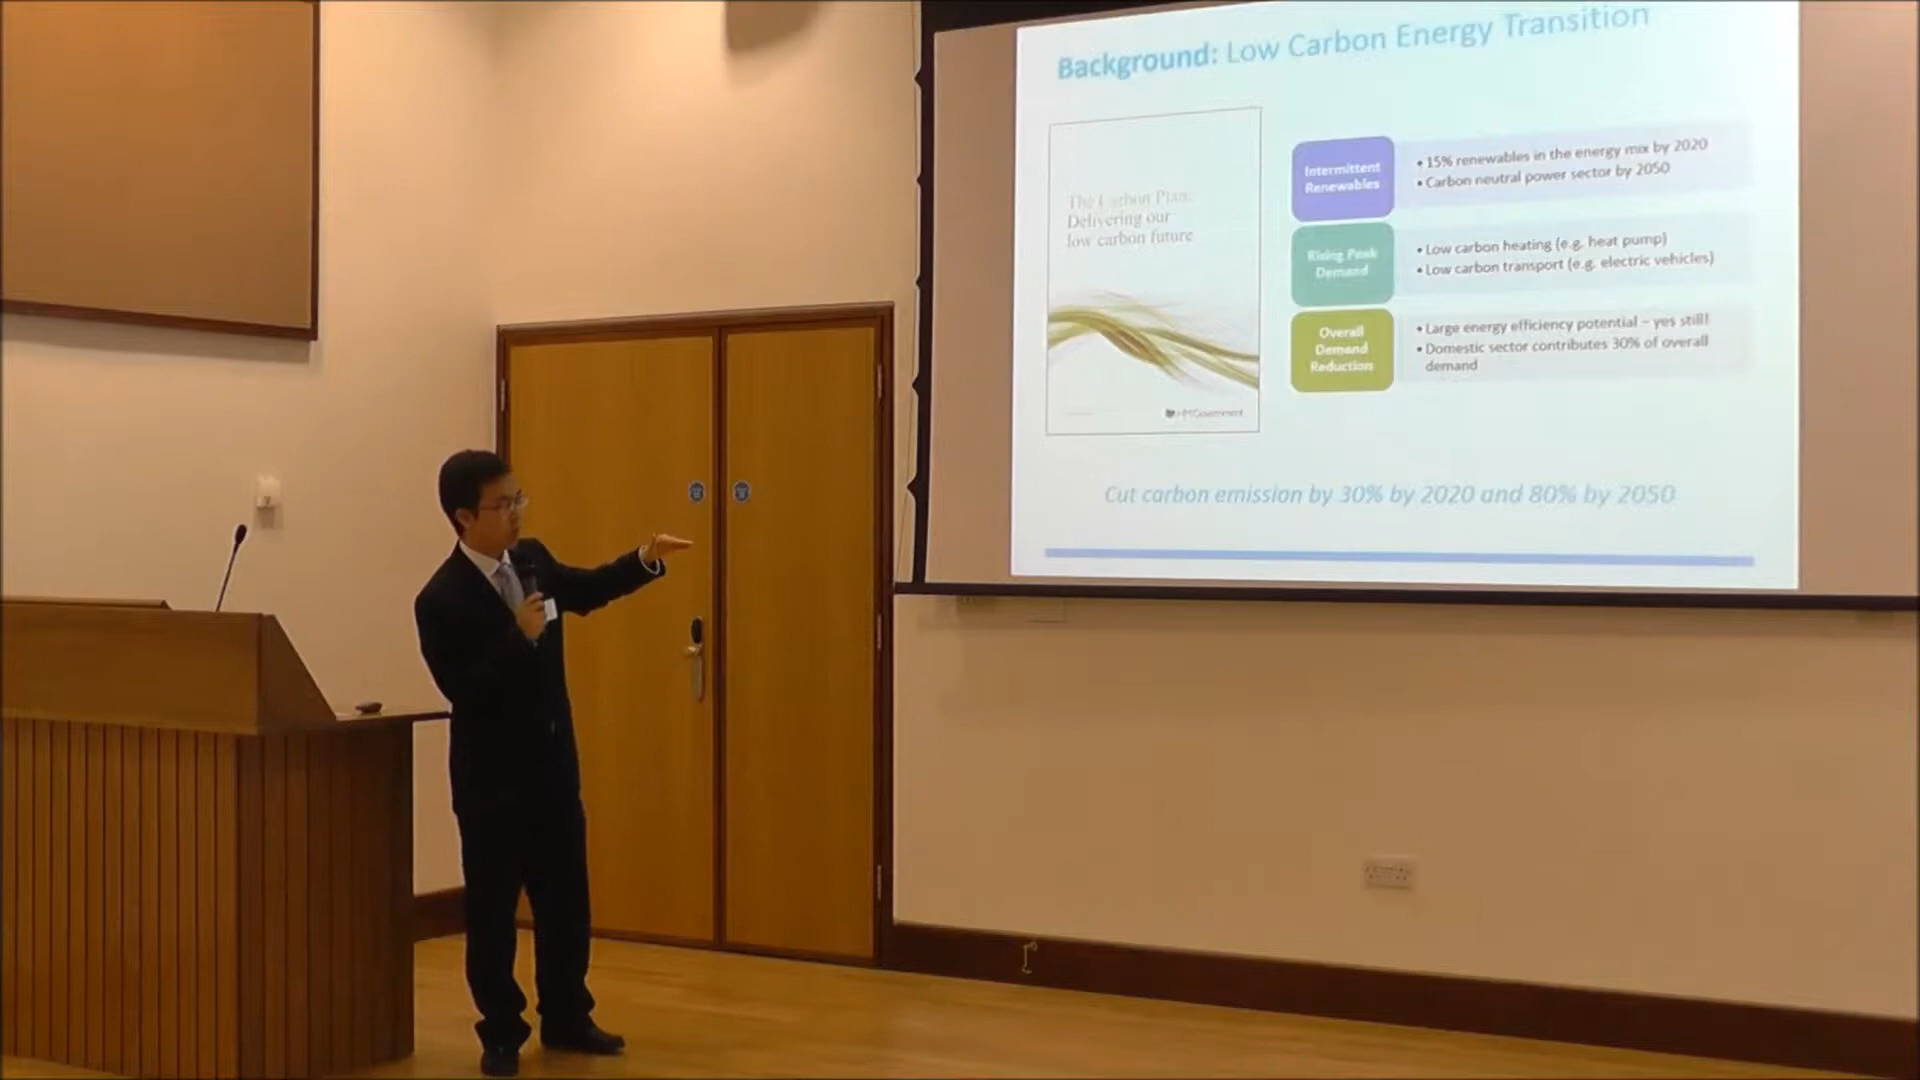 Background: Low Carbon Energy Transition
The Carbon Plan:
Delivering our
low carbon future
HM Government
Intermittent
Renewables
• 15% renewables in the energy mix by 2020
• Carbon neutral power sector by 2050
Rising Peak
Demand
• Low carbon heating (e.g. heat pump)
• Low carbon transport (e.g. electric vehicles)
Overall
Demand
Reduction
• Large energy efficiency potential – yes still!
• Domestic sector contributes 30% of overall
demand
Cut carbon emission by 30% by 2020 and 80% by 2050